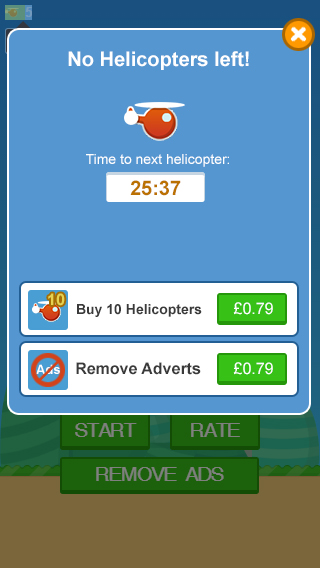 No Helicopters left!
Time to next helicopter:
25:37
10
Buy 10 Helicopters
£0.79
Ads
Remove Adverts
£0.79
START
RATE
REMOVE ADS